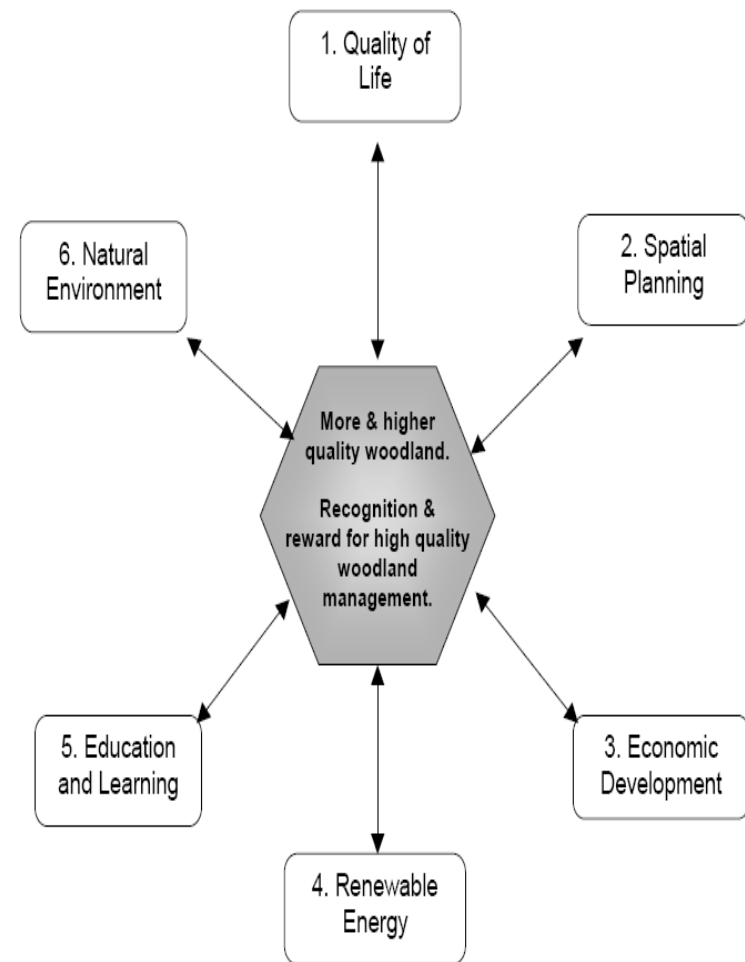 1. Quality of
Life
2. Spatial
Planning
3. Economic
Development
4. Renewable
Energy
5. Education
and Learning
6. Natural
Environment
More & higher
quality woodland.
Recognition &
reward for high quality
woodland
management.